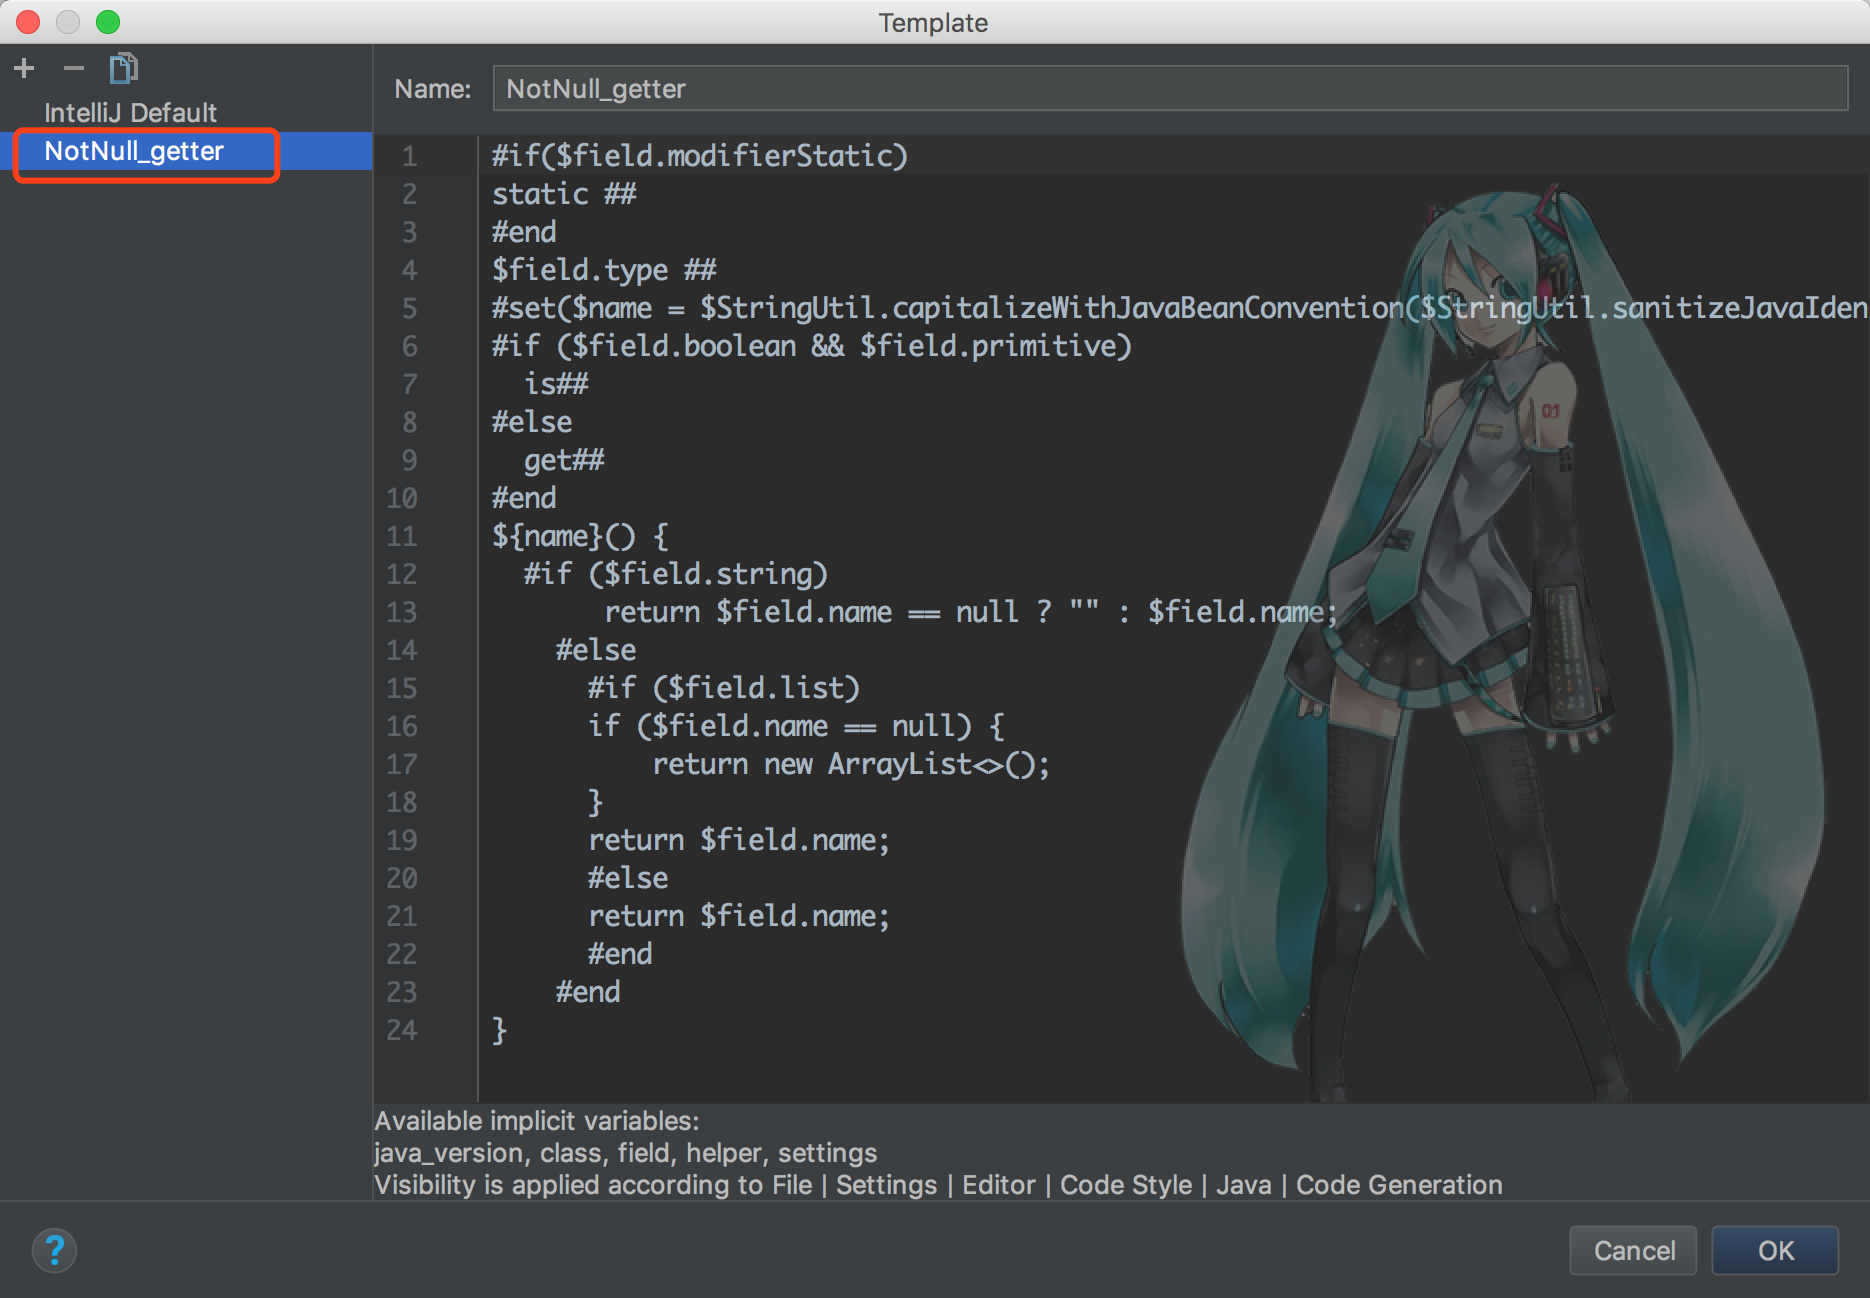 Template
IntelliJ Default
NotNull_getter
Name: NotNull_getter
1 #if($field.modifierStatic)
2 static ##
3 #end
4 $field.type ##
5 #set($name = $StringUtil.capitalizeWithJavaBeanConvention($StringUtil.sanitizeJavaIden
6 #if ($field.boolean && $field.primitive)
7   is##
8 #else
9   get##
10 #end
11 ${name}() {
12   #if ($field.string)
13        return $field.name == null ? "" : $field.name;
14     #else
15       #if ($field.list)
16       if ($field.name == null) {
17           return new ArrayList<>();
18       }
19       return $field.name;
20       #else
21       return $field.name;
22       #end
23     #end
24 }
01
Available implicit variables:
java_version, class, field, helper, settings
Visibility is applied according to File | Settings | Editor | Code Style | Java | Code Generation
?
Cancel
OK